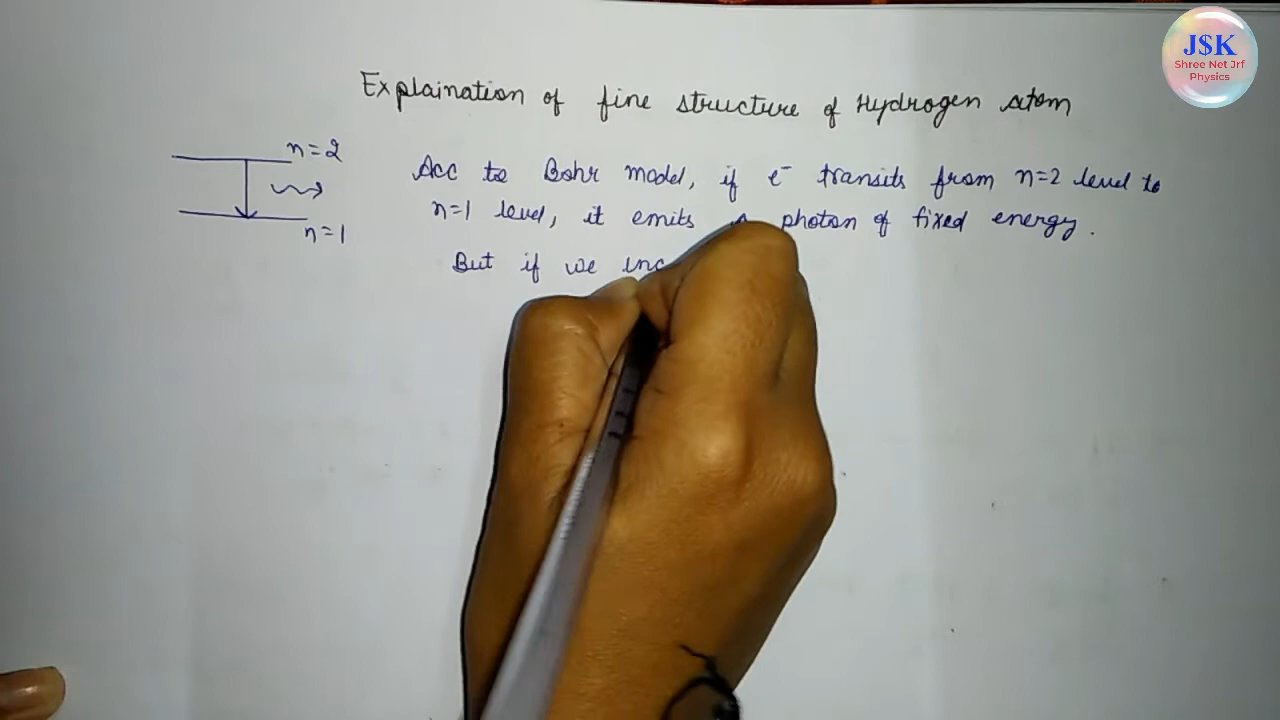 J$K
Shree Net Jrf
Physics
Explaination of fine structure of Hydrogen atom
n=2
n=1
Acc to Bohr model, if e⁻ transits from n=2 level to
n=1 level, it emits photon of fixed energy.
But if we inc